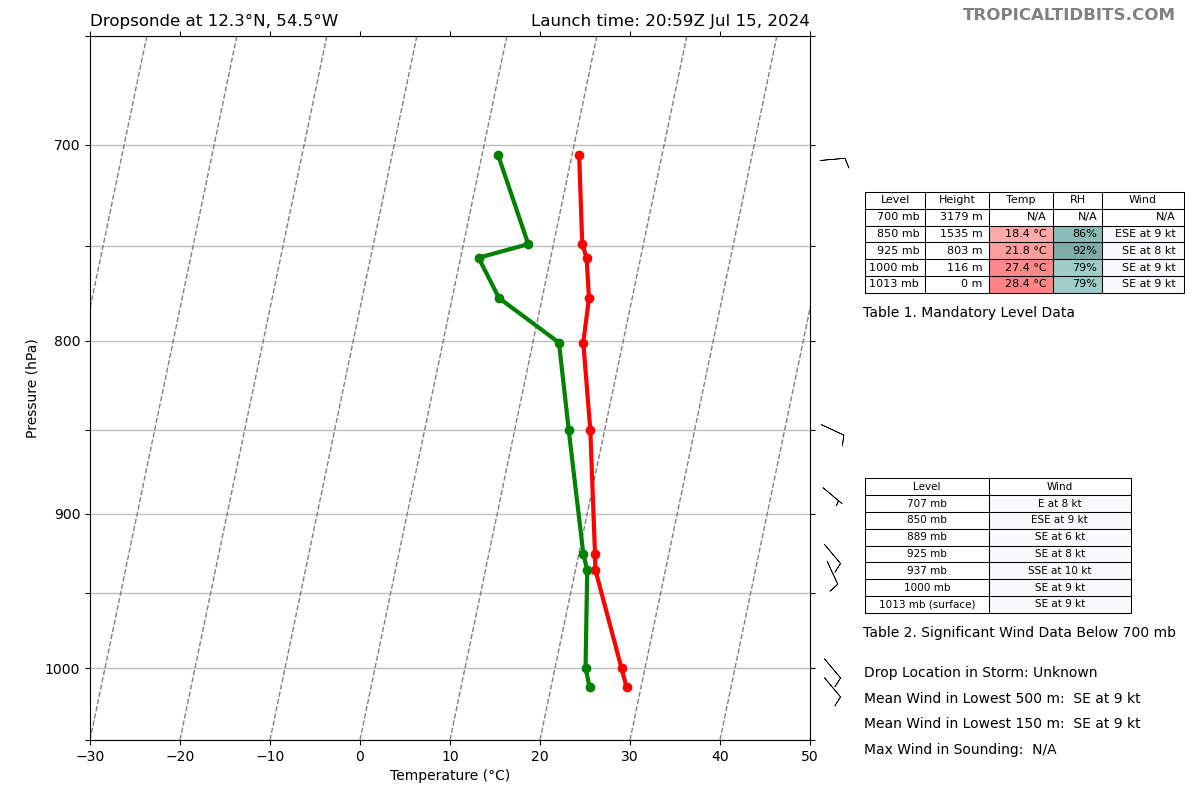 Dropsonde at 12.3°N, 54.5°W
Launch time: 20:59Z Jul 15, 2024
TROPICALTIDBITS.COM
700
800
900
1000
Pressure (hPa)
−30 −20 −10 0 10 20 30 40 50
Temperature (°C)
Level Height Temp RH Wind
700 mb 3179 m N/A N/A N/A
850 mb 1535 m 18.4 °C 86% ESE at 9 kt
925 mb 803 m 21.8 °C 92% SE at 8 kt
1000 mb 116 m 27.4 °C 79% SE at 9 kt
1013 mb 0 m 28.4 °C 79% SE at 9 kt
Table 1. Mandatory Level Data
Level Wind
707 mb E at 8 kt
850 mb ESE at 9 kt
889 mb SE at 6 kt
925 mb SE at 8 kt
937 mb SSE at 10 kt
1000 mb SE at 9 kt
1013 mb (surface) SE at 9 kt
Table 2. Significant Wind Data Below 700 mb
Drop Location in Storm: Unknown
Mean Wind in Lowest 500 m: SE at 9 kt
Mean Wind in Lowest 150 m: SE at 9 kt
Max Wind in Sounding: N/A